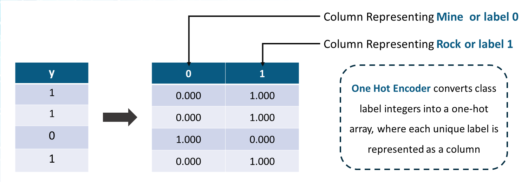 Column Representing Mine or label 0
Column Representing Rock or label 1
y
0 1
1
0.000 1.000
1
0.000 1.000
0
1.000 0.000
1
0.000 1.000
One Hot Encoder converts class
label integers into a one-hot
array, where each unique label is
represented as a column